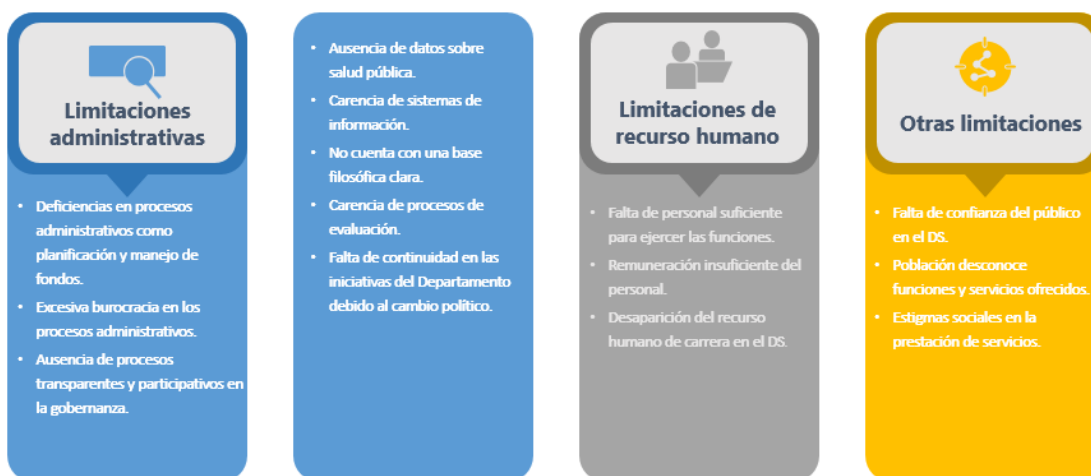 Limitaciones
administrativas
• Deficiencias en procesos
administrativos como
planificación y manejo de
fondos.
• Excesiva burocracia en los
procesos administrativos.
• Ausencia de procesos
transparentes y participativos en
la gobernanza.
• Ausencia de datos sobre
salud pública.
• Carencia de sistemas de
información.
• No cuenta con una base
filosófica clara.
• Carencia de procesos de
evaluación.
• Falta de continuidad en las
iniciativas del Departamento
debido al cambio político.
Limitaciones de
recurso humano
• Falta de personal suficiente
para ejercer las funciones.
• Remuneración insuficiente del
personal.
• Desaparición del recurso
humano de carrera en el DS.
Otras limitaciones
• Falta de confianza del público
en el DS.
• Población desconoce
funciones y servicios ofrecidos.
• Estigmas sociales en la
prestación de servicios.